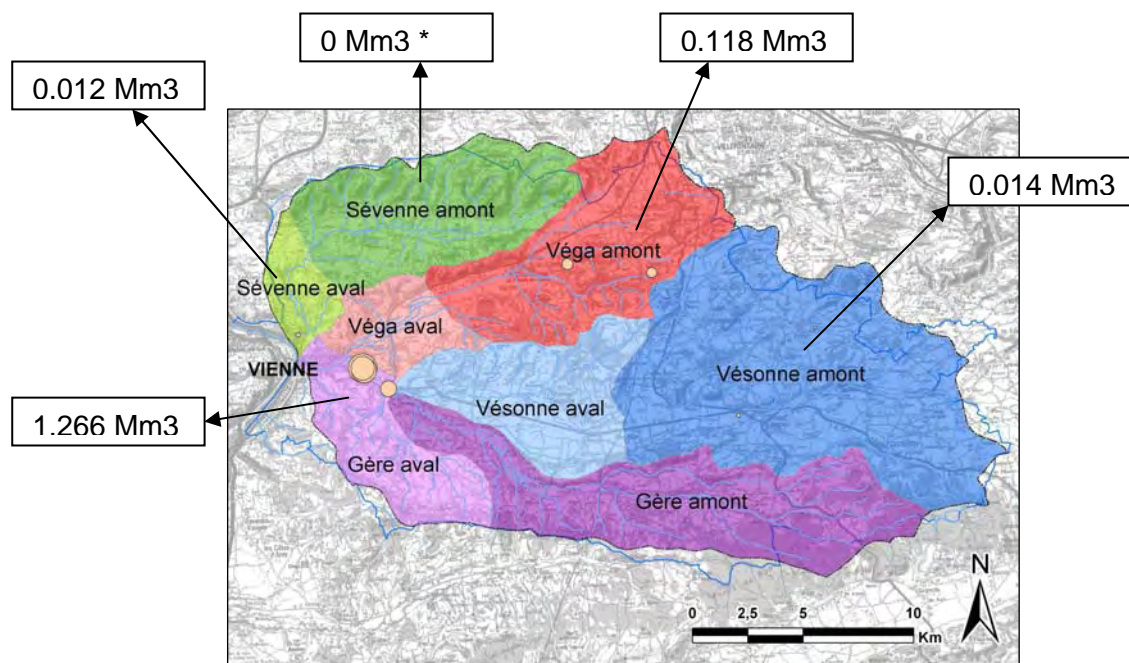 0 Mm3 *
0.118 Mm3
0.012 Mm3
0.014 Mm3
Sévenne amont
Véga amont
Sévenne aval
Véga aval
VIENNE
Vésonne amont
Vésonne aval
1.266 Mm3
Gère aval
Gère amont
N
0 2,5 5 10
Km